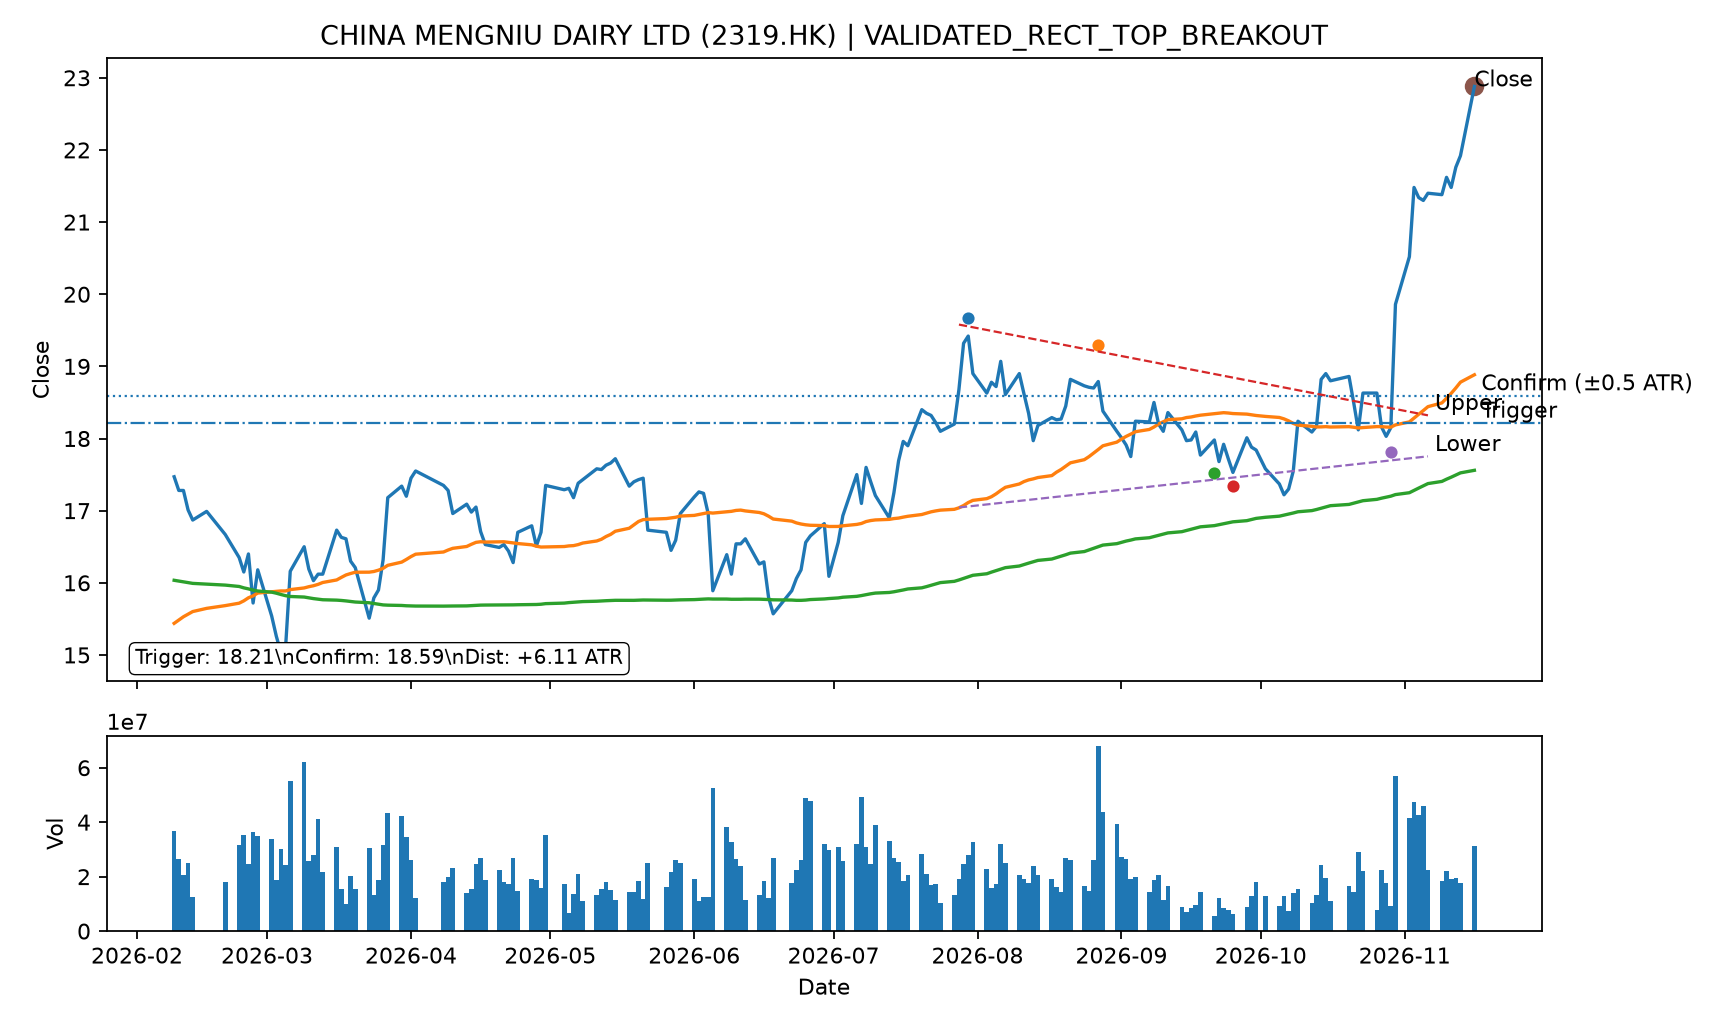 CHINA MENGNIU DAIRY LTD (2319.HK) | VALIDATED_RECT_TOP_BREAKOUT
23
22
21
20
19
18
17
16
15
Close
Close
Confirm (±0.5 ATR)
Upper
Trigger
Lower
Trigger: 18.21\nConfirm: 18.59\nDist: +6.11 ATR
1e7
6
4
2
0
Vol
2026-02 2026-03 2026-04 2026-05 2026-06 2026-07 2026-08 2026-09 2026-10 2026-11
Date